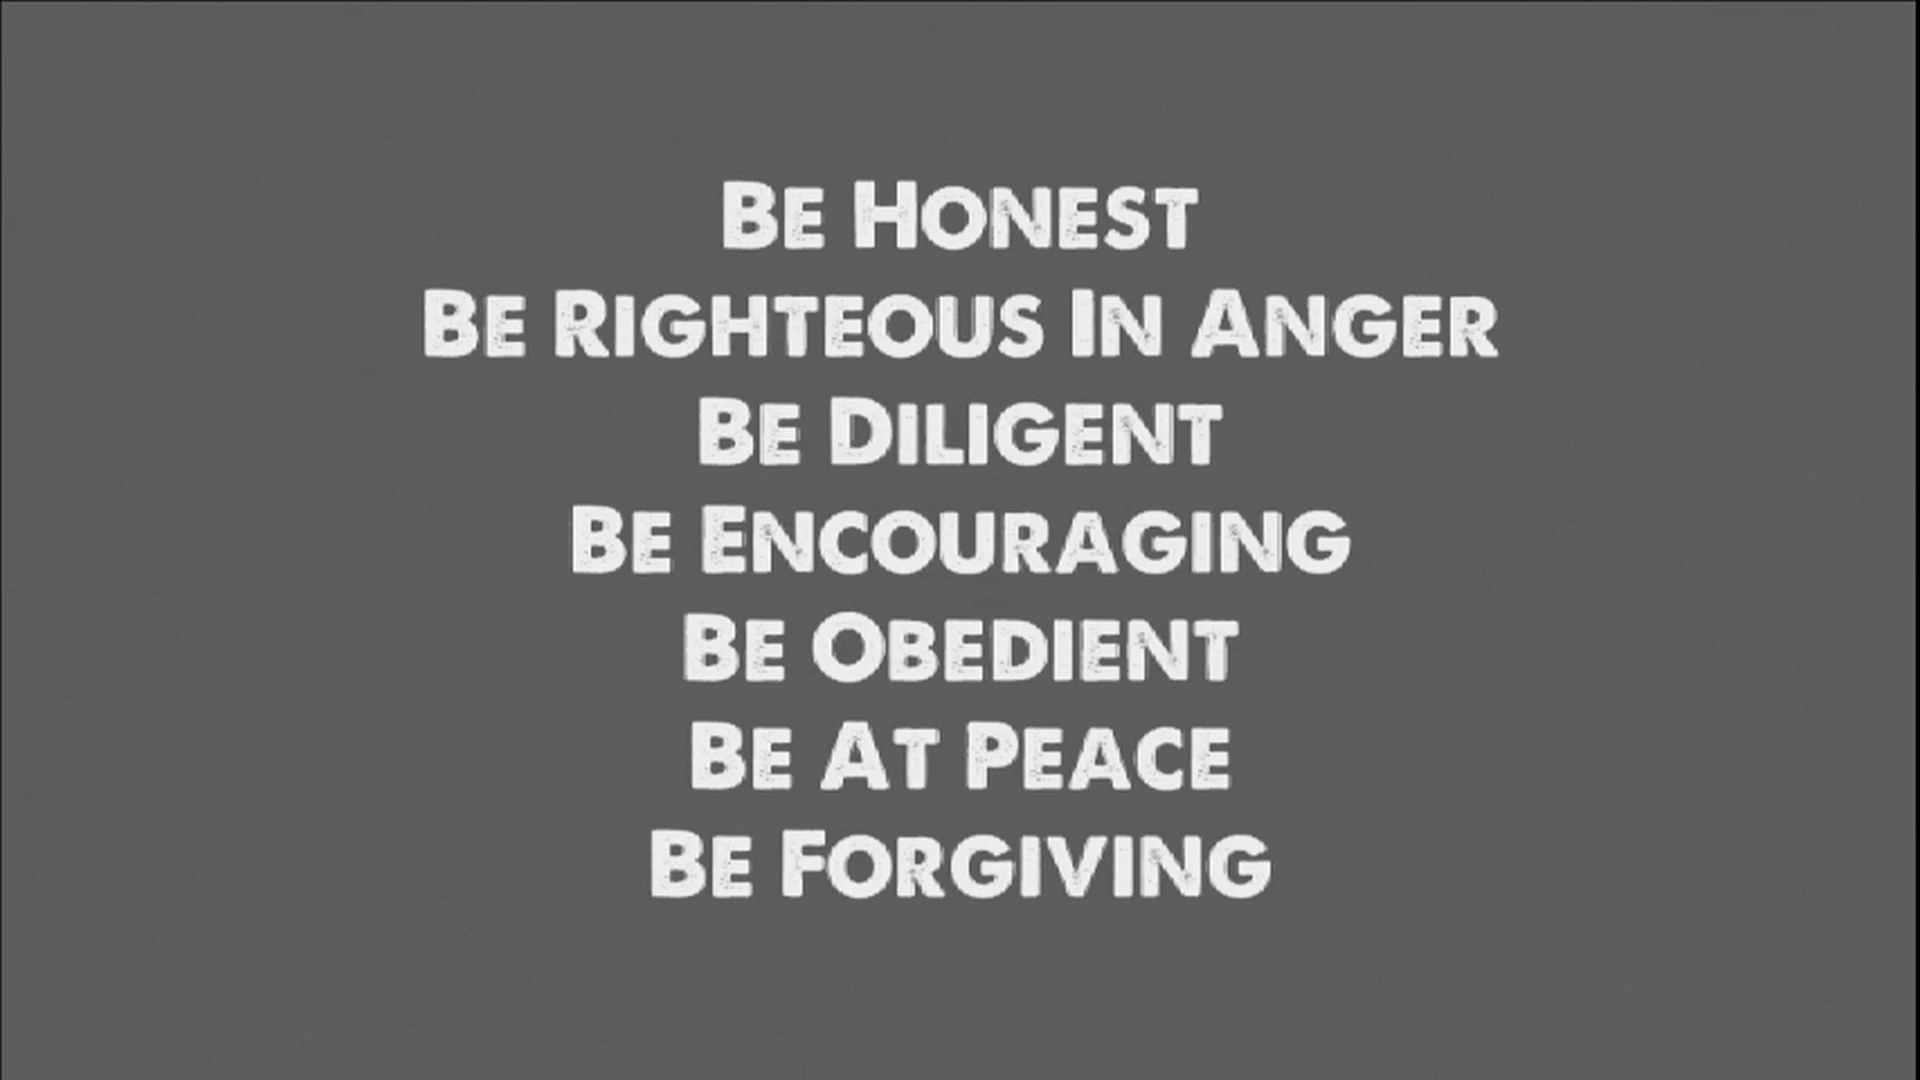 Be Honest
Be Righteous In Anger
Be Diligent
Be Encouraging
Be Obedient
Be At Peace
Be Forgiving